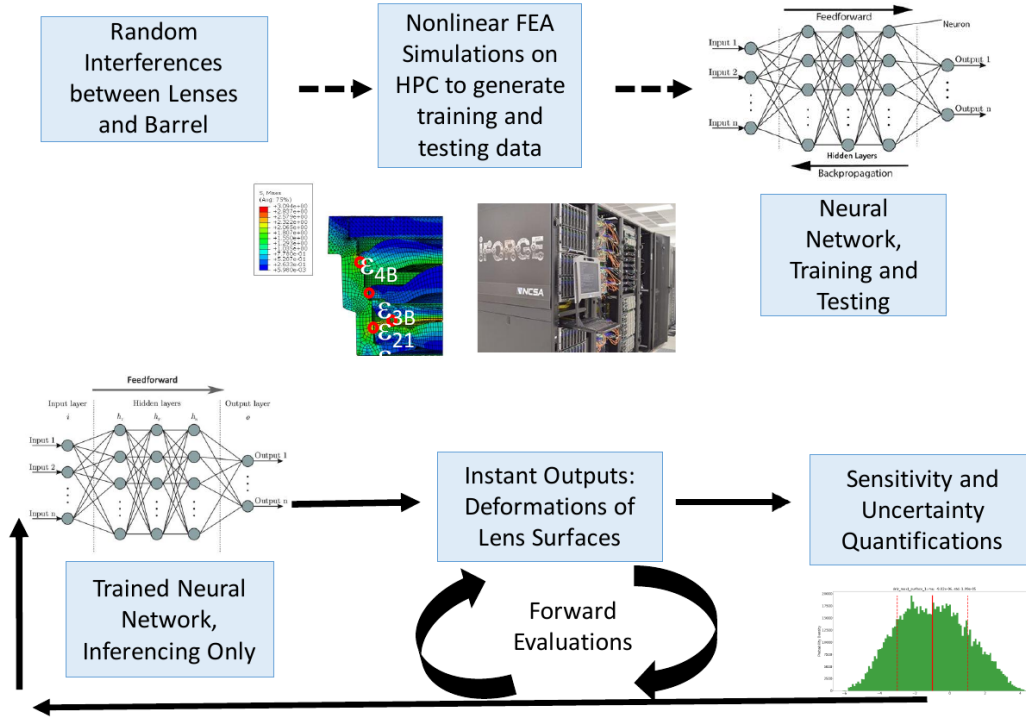 Random
Interferences
between Lenses
and Barrel
Nonlinear FEA
Simulations on
HPC to generate
training and
testing data
Feedforward
Neuron
Input 1
Input 2
Input n
Output 1
Output n
Hidden Layers
Backpropagation
Neural
Network,
Training and
Testing
S, Mises
(Avg: 75%)
ε4B
ε3B
ε21
iFORGE
NCSA
Feedforward
Input layer
Hidden layers
Output layer
i
Input 1
Input 2
Input n
Output 1
Output n
Trained Neural
Network,
Inferencing Only
Instant Outputs:
Deformations of
Lens Surfaces
Sensitivity and
Uncertainty
Quantifications
Forward
Evaluations